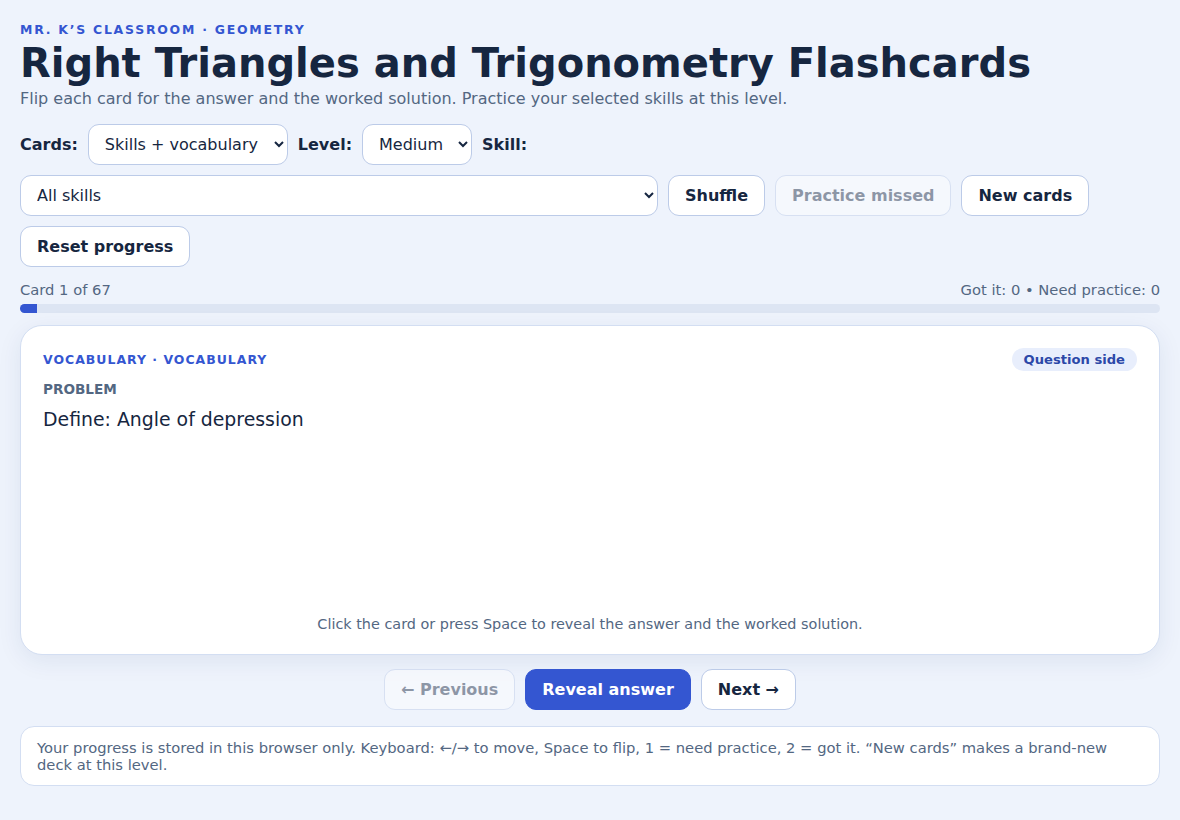 MR. K’S CLASSROOM · GEOMETRY
Right Triangles and Trigonometry Flashcards
Flip each card for the answer and the worked solution. Practice your selected skills at this level.
Cards: Skills + vocabulary Level: Medium Skill:
All skills Shuffle Practice missed New cards
Reset progress
Card 1 of 67 Got it: 0 • Need practice: 0
VOCABULARY · VOCABULARY Question side
PROBLEM
Define: Angle of depression
Click the card or press Space to reveal the answer and the worked solution.
← Previous Reveal answer Next →
Your progress is stored in this browser only. Keyboard: ←/→ to move, Space to flip, 1 = need practice, 2 = got it. “New cards” makes a brand-new
deck at this level.